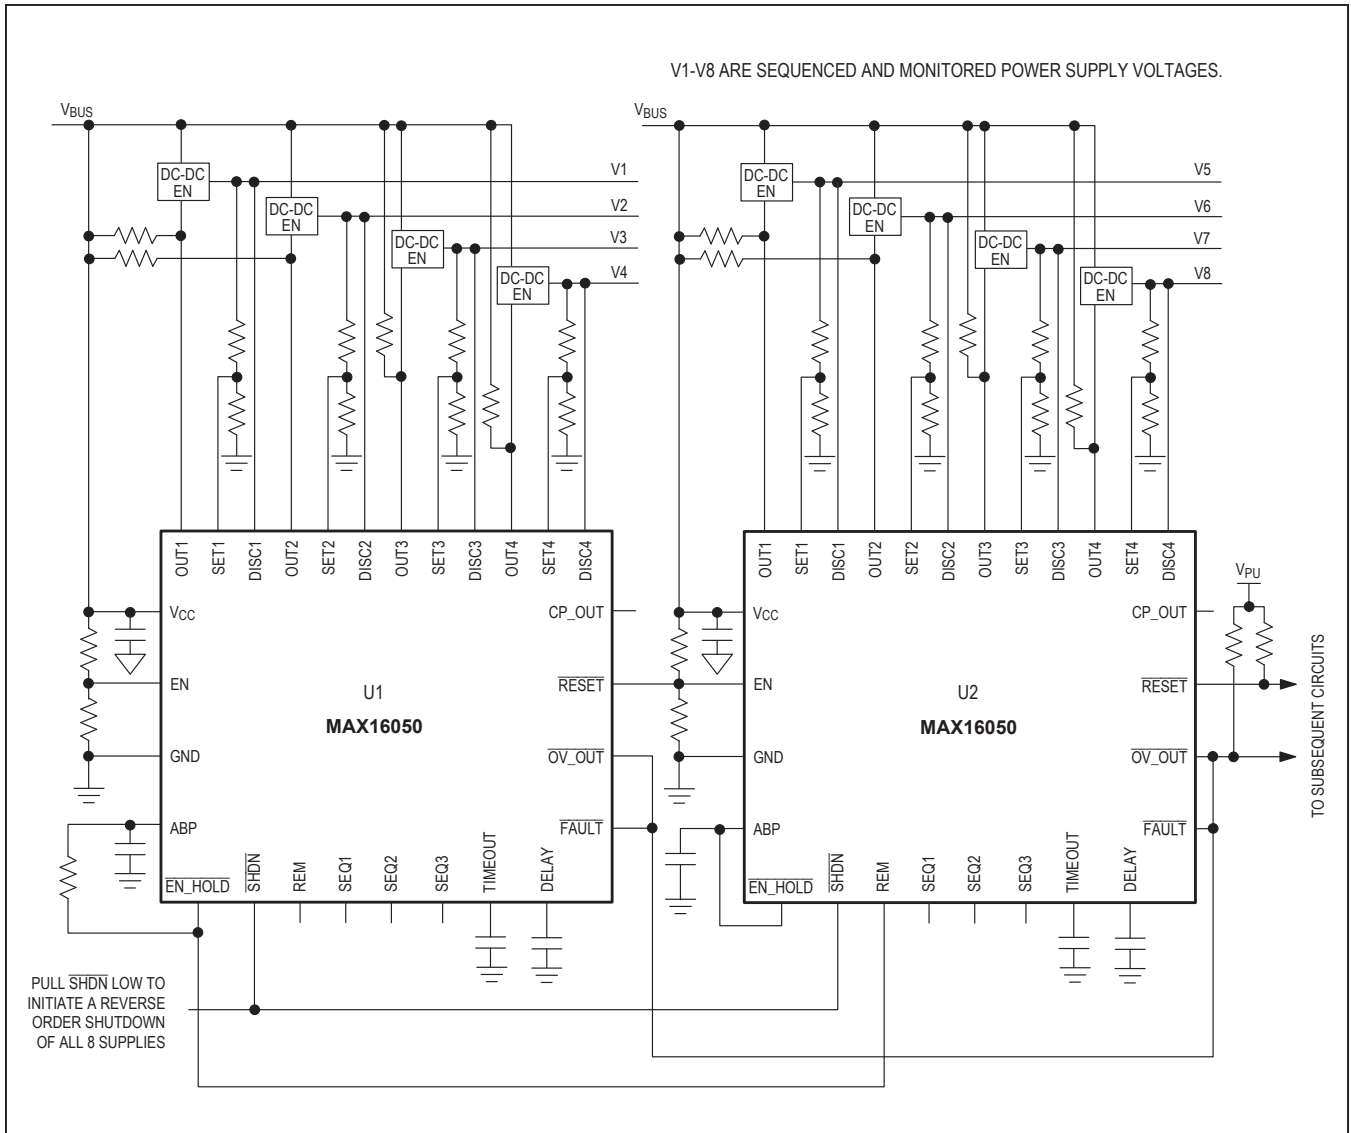 V1-V8 ARE SEQUENCED AND MONITORED POWER SUPPLY VOLTAGES.
VBUS
DC-DC
EN
V1
DC-DC
EN
V2
DC-DC
EN
V3
DC-DC
EN
V4
OUT1
SET1
DISC1
OUT2
SET2
DISC2
OUT3
SET3
DISC3
OUT4
SET4
DISC4
VCC
CP_OUT
EN
RESET
U1
MAX16050
GND
OV_OUT
ABP
FAULT
EN_HOLD
SHDN
REM
SEQ1
SEQ2
SEQ3
TIMEOUT
DELAY
VBUS
DC-DC
EN
V5
DC-DC
EN
V6
DC-DC
EN
V7
DC-DC
EN
V8
OUT1
SET1
DISC1
OUT2
SET2
DISC2
OUT3
SET3
DISC3
OUT4
SET4
DISC4
VCC
CP_OUT
EN
RESET
U2
MAX16050
GND
OV_OUT
ABP
FAULT
EN_HOLD
SHDN
REM
SEQ1
SEQ2
SEQ3
TIMEOUT
DELAY
VPU
TO SUBSEQUENT CIRCUITS
PULL SHDN LOW TO
INITIATE A REVERSE
ORDER SHUTDOWN
OF ALL 8 SUPPLIES